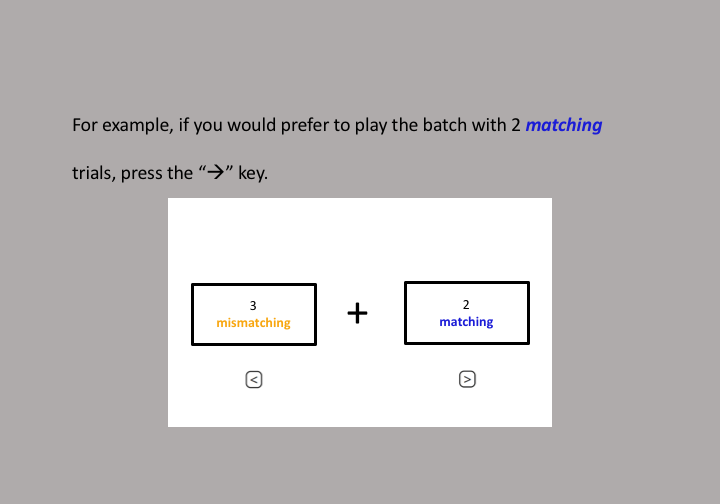 For example, if you would prefer to play the batch with 2 matching
trials, press the “→” key.
3
mismatching
+
2
matching
<
>